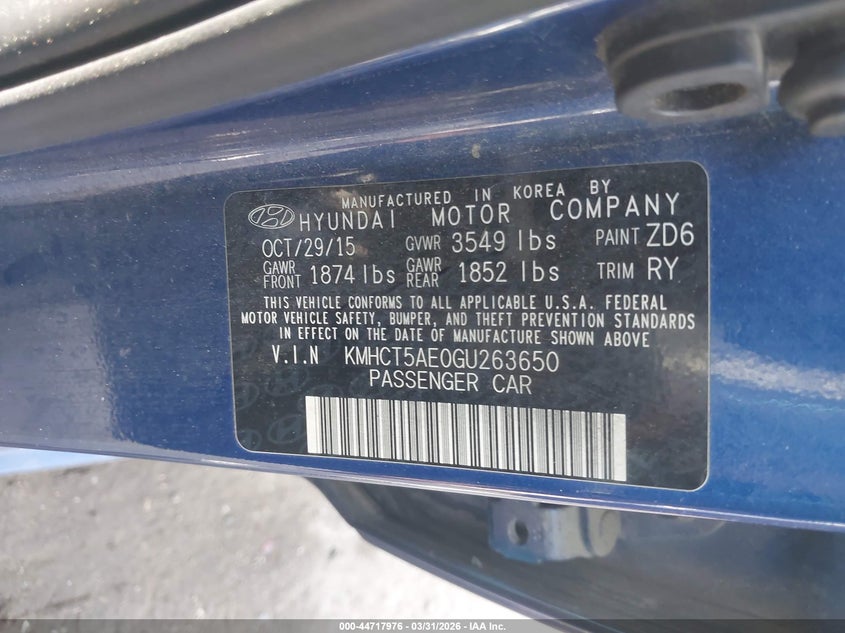 MANUFACTURED IN KOREA BY
HYUNDAI MOTOR COMPANY
OCT/29/15 GVWR 3549 lbs PAINT ZD6
GAWR FRONT 1874 lbs GAWR REAR 1852 lbs TRIM RY
THIS VEHICLE CONFORMS TO ALL APPLICABLE U.S.A. FEDERAL
MOTOR VEHICLE SAFETY, BUMPER, AND THEFT PREVENTION STANDARDS
IN EFFECT ON THE DATE OF MANUFACTURE SHOWN ABOVE
V.I.N KMHCT5AE0GU263650
PASSENGER CAR
000-44717976 - 03/31/2026 - IAA Inc.